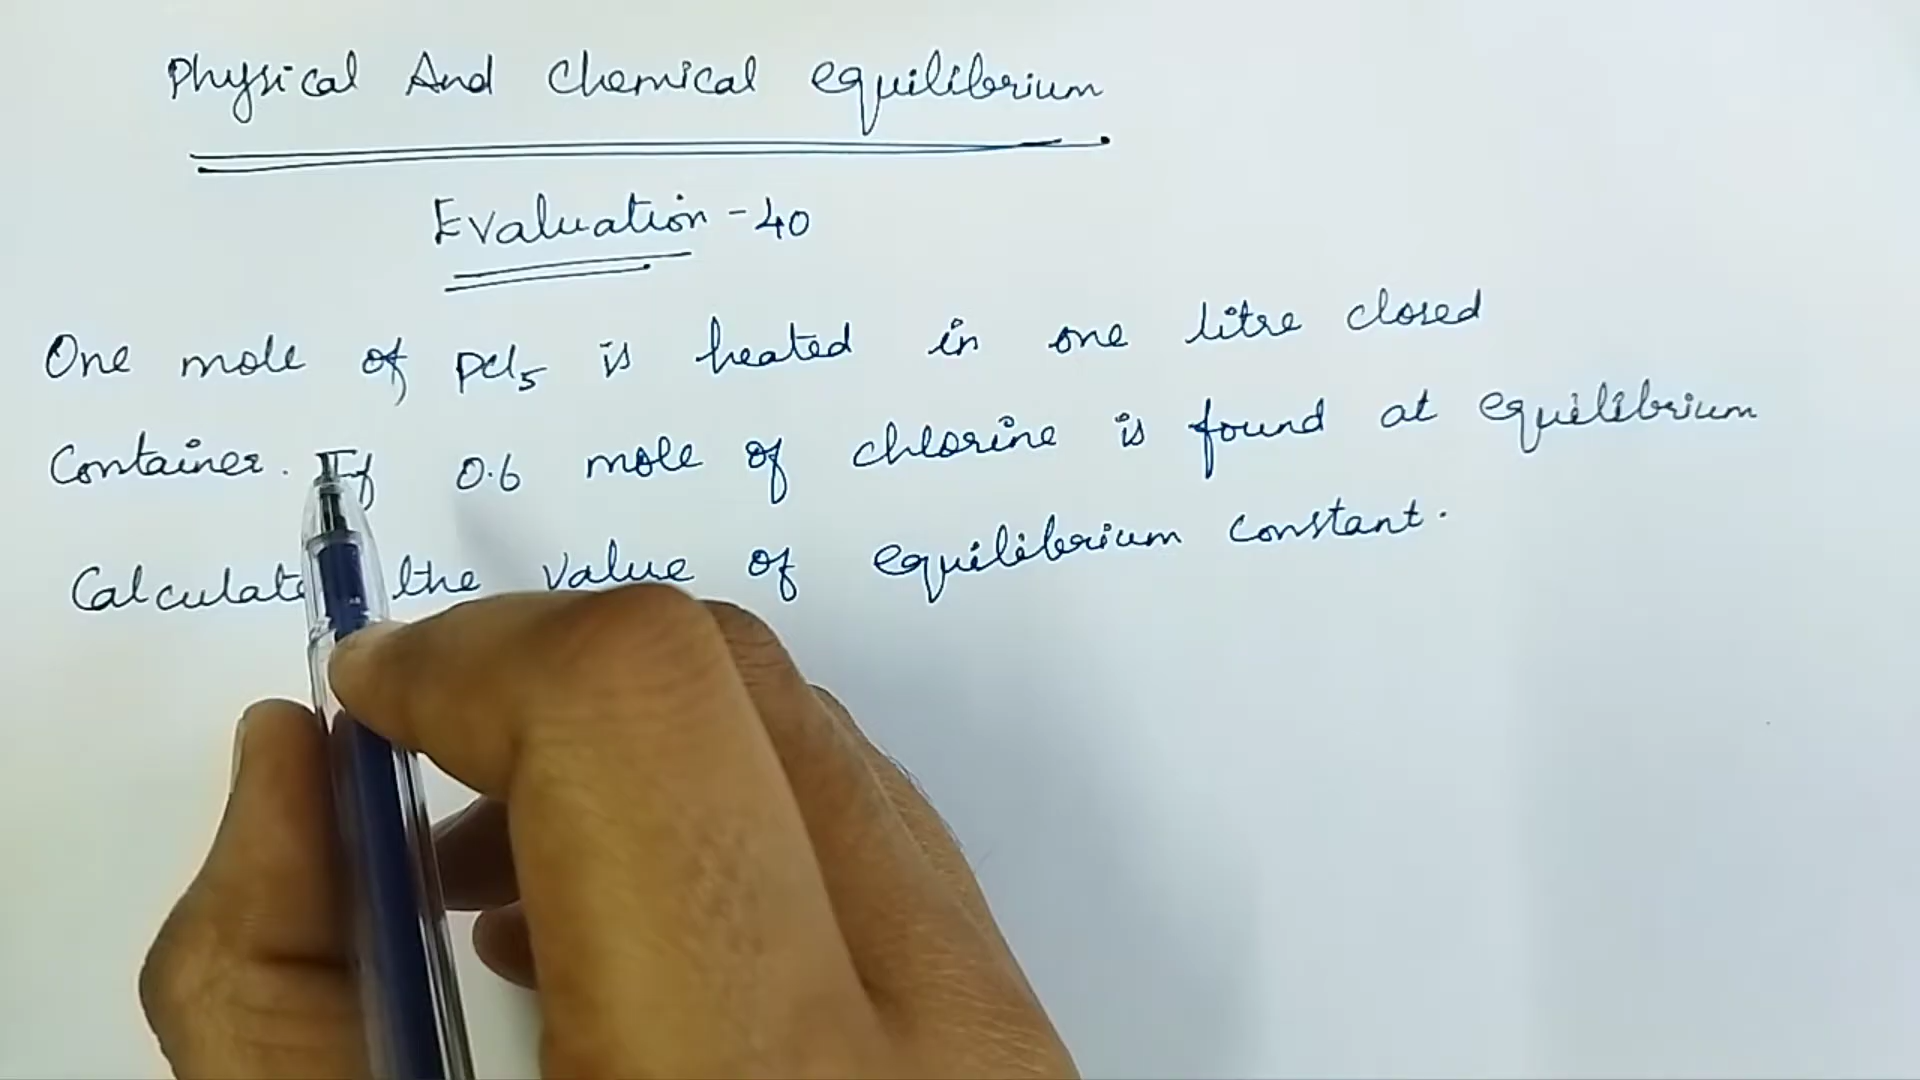 Physical And Chemical equilibrium
Evaluation - 40
One mole of PCl5 is heated in one litre closed
Container. If 0.6 mole of chlorine is found at equilibrium
Calculate the value of equilibrium constant.